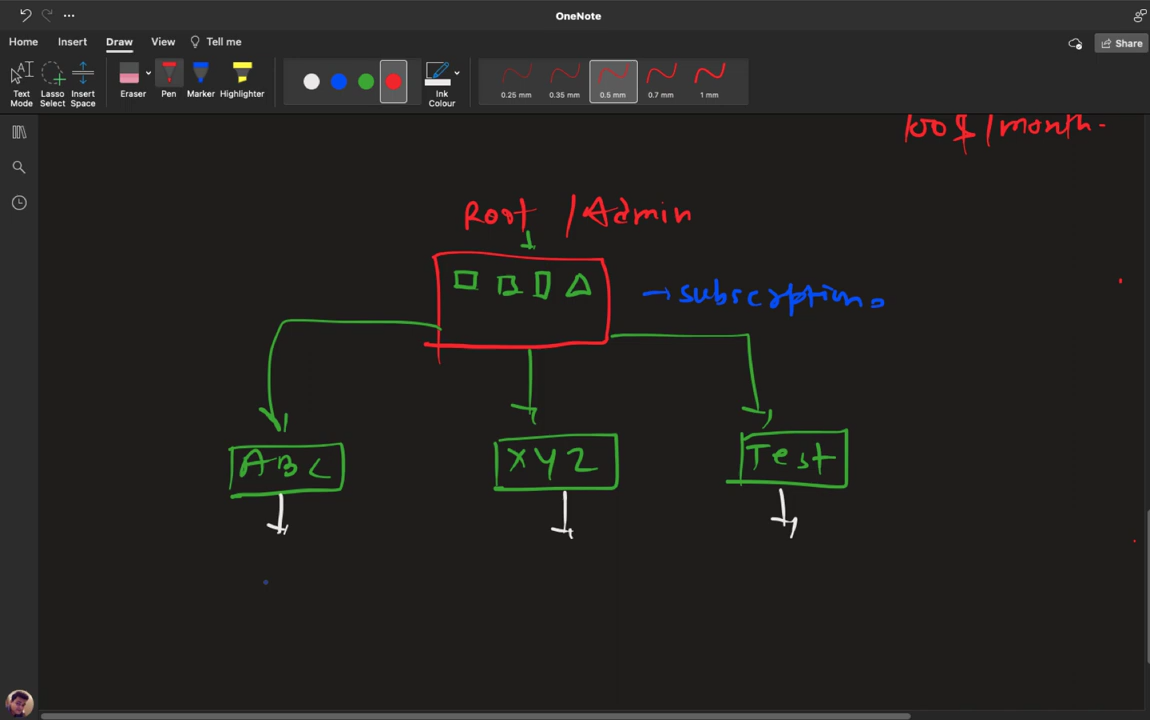 OneNote
Home Insert Draw View Tell me
Share
Text Mode
Lasso Select
Insert Space
Eraser
Pen
Marker
Highlighter
Ink Colour
0.25 mm
0.35 mm
0.5 mm
0.7 mm
1 mm
100$ / month.
Root / Admin
→ subscription
ABC
XYZ
Test